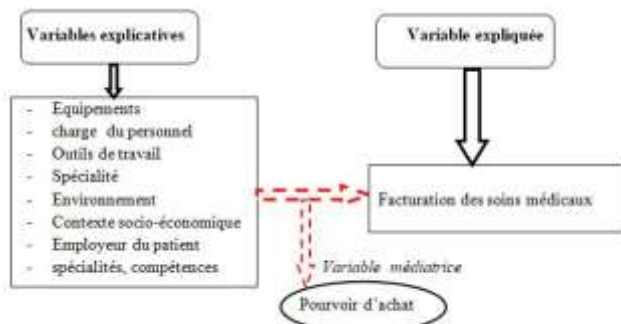 Variables explicatives
Variable expliquée
- Equipements
- charge du personnel
- Outils de travail
- Spécialité
- Environnement
- Contexte socio-économique
- Employeur du patient
- spécialités, compétences
Facturation des soins médicaux
Variable médiatrice
Pourvoir d'achat